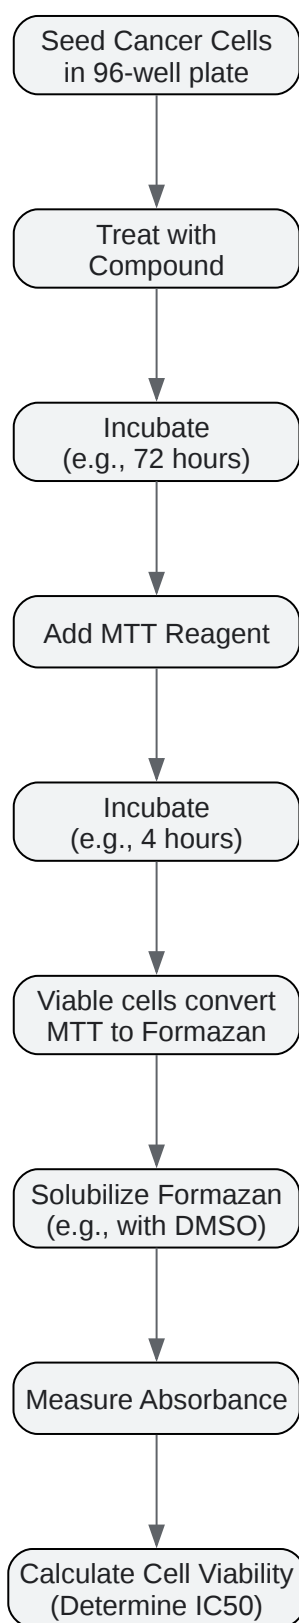 Seed Cancer Cells
in 96-well plate
Treat with
Compound
Incubate
(e.g., 72 hours)
Add MTT Reagent
Incubate
(e.g., 4 hours)
Viable cells convert
MTT to Formazan
Solubilize Formazan
(e.g., with DMSO)
Measure Absorbance
Calculate Cell Viability
(Determine IC50)